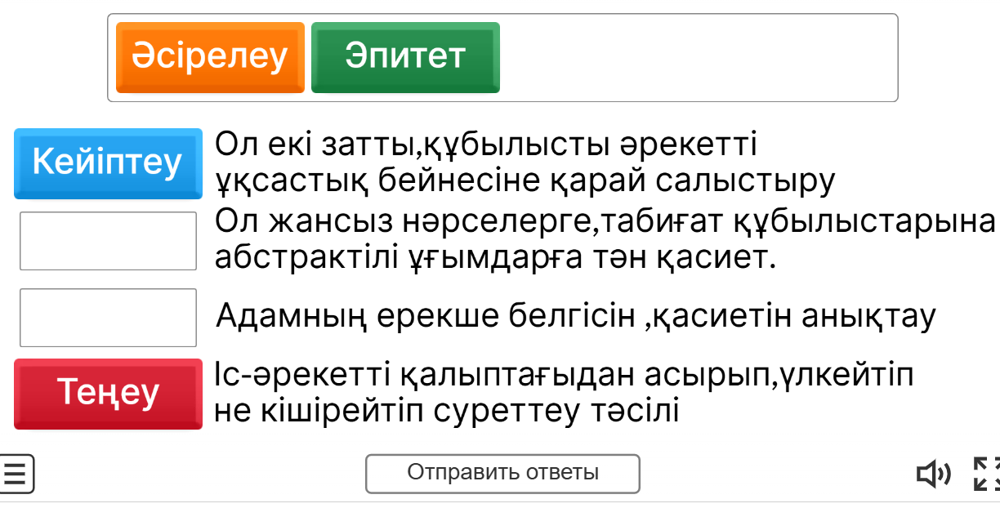 Әсірелеу
Эпитет
Кейіптеу
Ол екі затты,құбылысты әрекетті
ұқсастық бейнесіне қарай салыстыру
Ол жансыз нәрселерге,табиғат құбылыстарына
абстрактілі ұғымдарға тән қасиет.
Адамның ерекше белгісін ,қасиетін анықтау
Теңеу
Іс-әрекетті қалыптағыдан асырып,үлкейтіп
не кішірейтіп суреттеу тәсілі
Отправить ответы